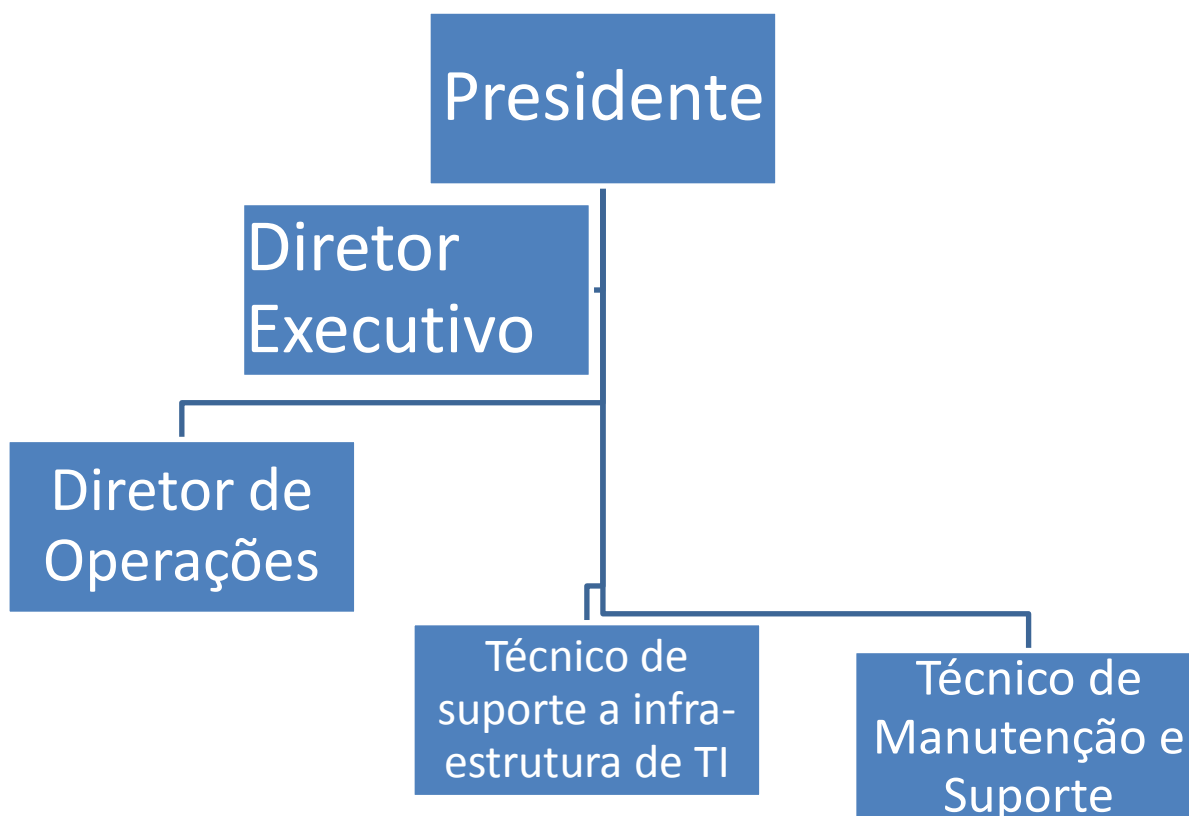 Presidente
Diretor
Executivo
Diretor de
Operações
Técnico de
suporte a infra-
estrutura de TI
Técnico de
Manutenção e
Suporte